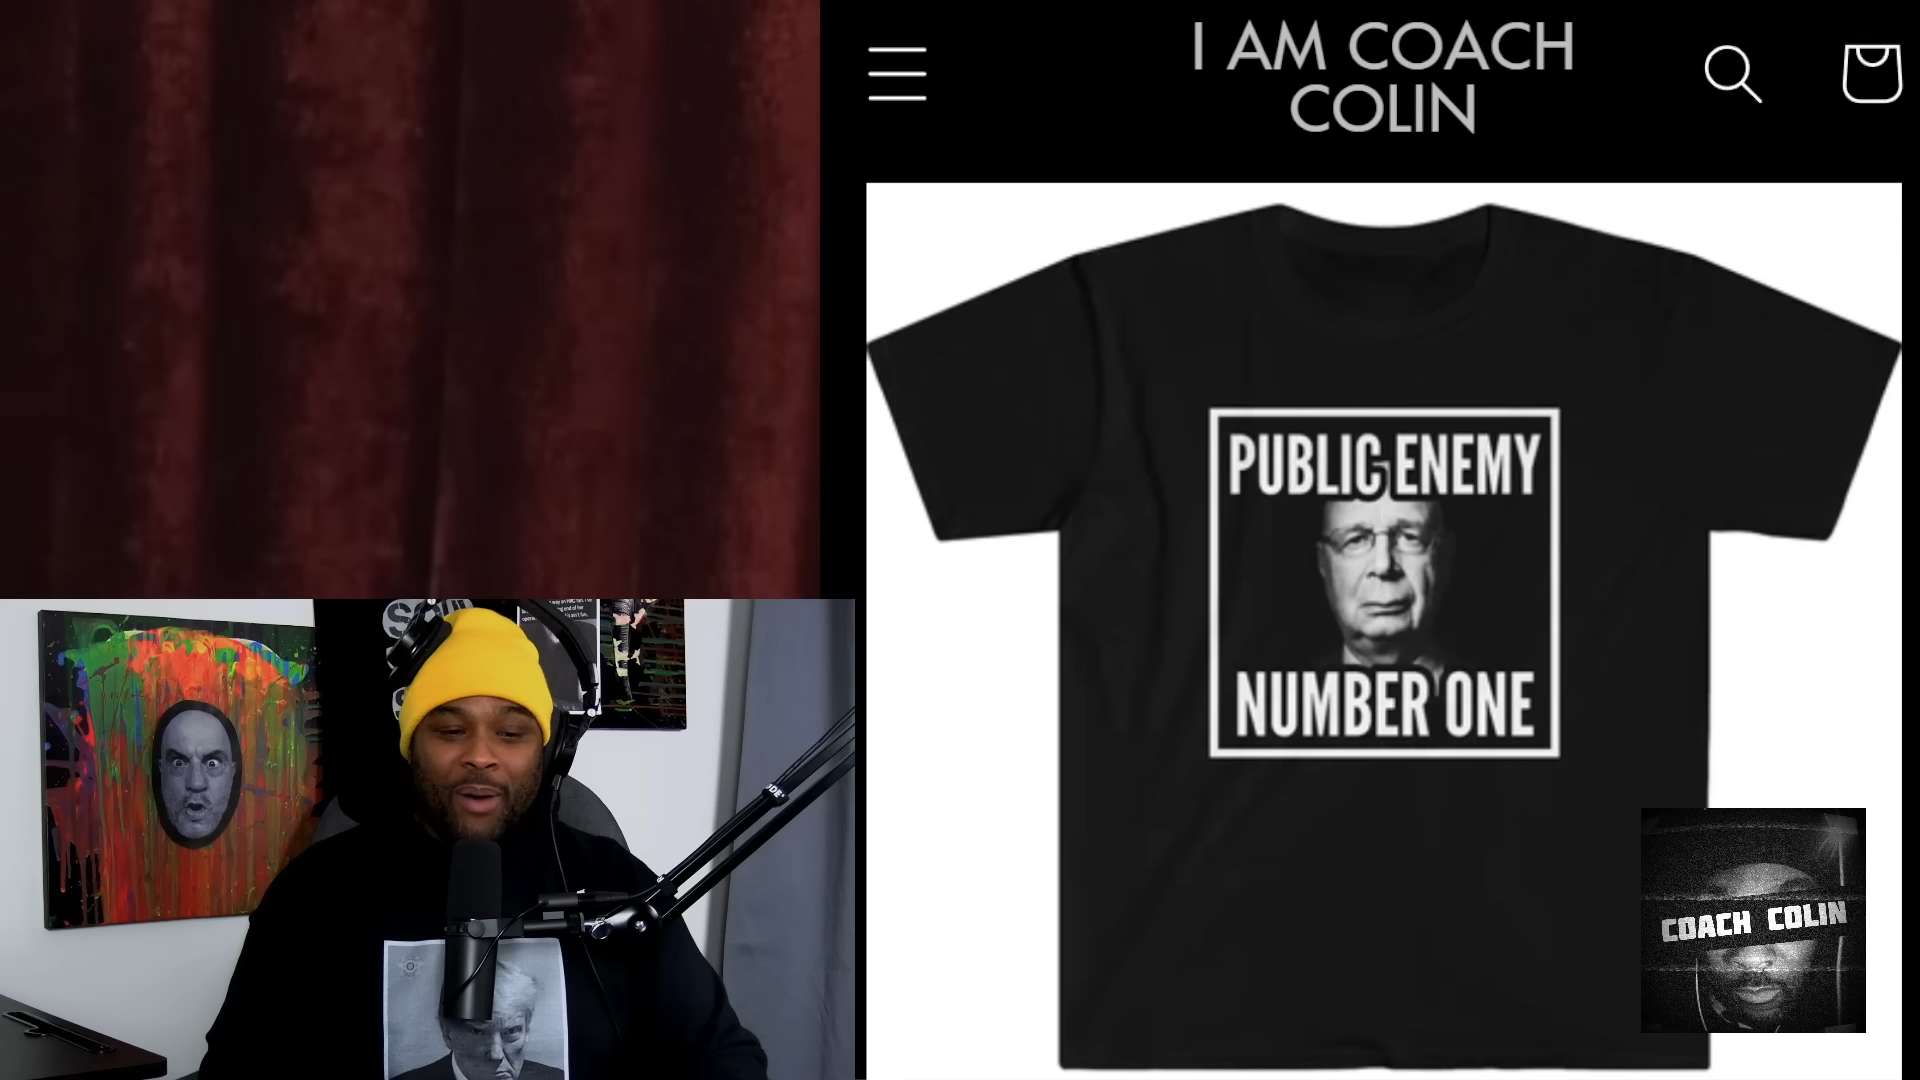 I AM COACH
COLIN
PUBLIC ENEMY
NUMBER ONE
COACH COLIN